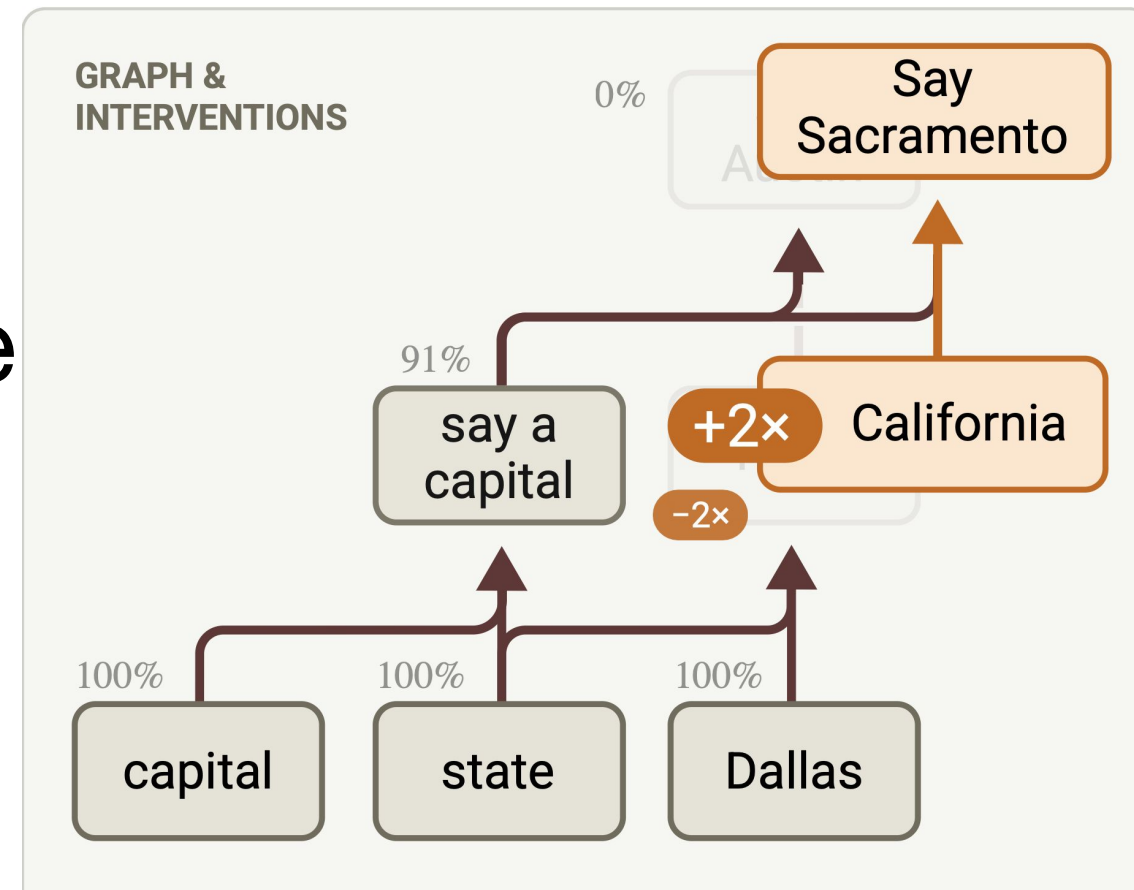 GRAPH &
INTERVENTIONS
0%
Say
Sacramento
e
91%
say a
capital
+2×
California
−2×
100%
100%
100%
capital
state
Dallas